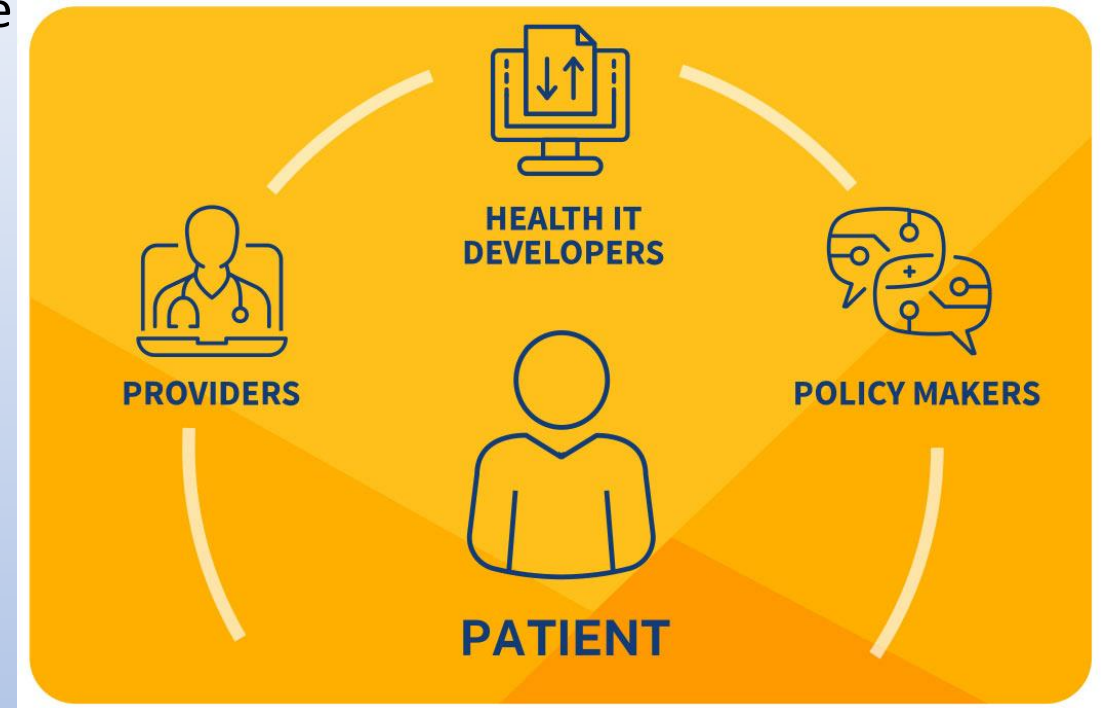 e
HEALTH IT
DEVELOPERS
PROVIDERS
POLICY MAKERS
PATIENT